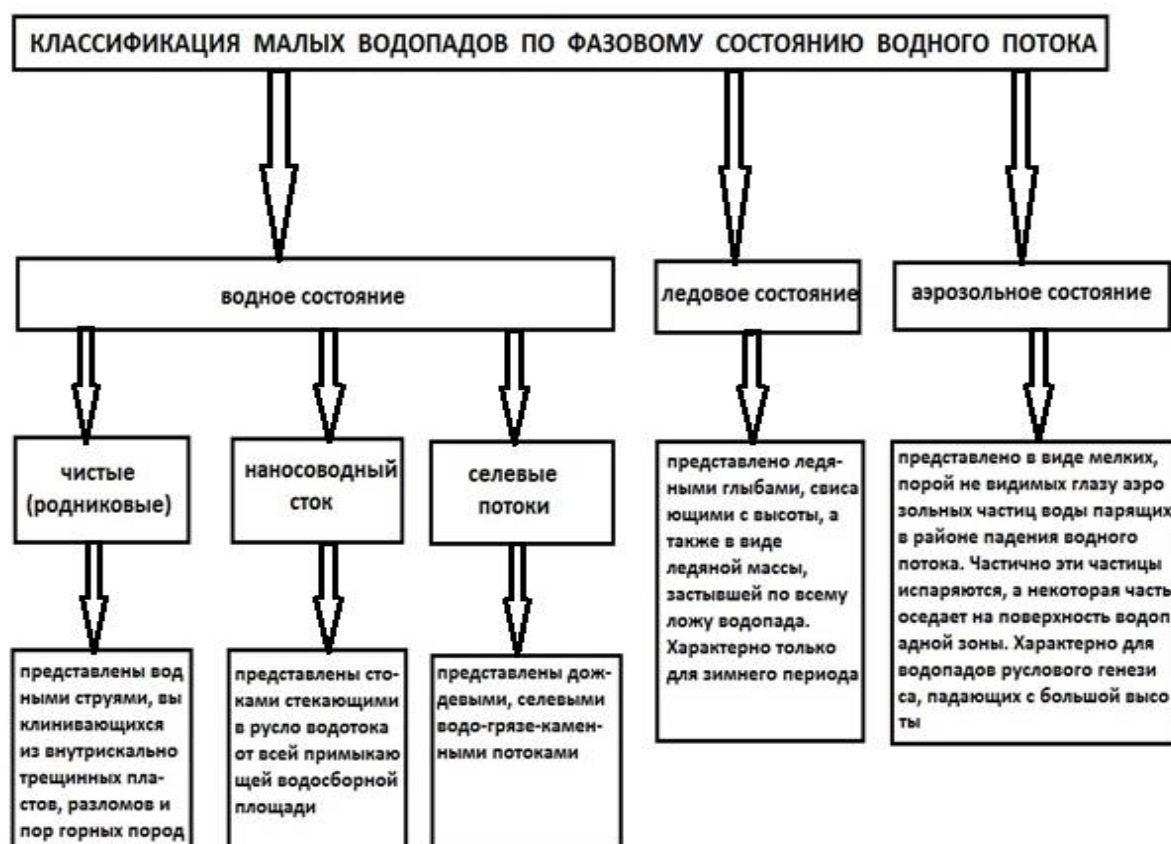 КЛАССИФИКАЦИЯ МАЛЫХ ВОДОПАДОВ ПО ФАЗОВОМУ СОСТОЯНИЮ ВОДНОГО ПОТОКА
водное состояние
ледовое состояние
аэрозольное состояние
чистые
(родниковые)
наносоводный
сток
селевые
потоки
представлено ледя-
ными глыбами, свиса
ющими с высоты, а
также в виде
ледяной массы,
застывшей по всему
ложу водопада.
Характерно только
для зимнего периода
представлено в виде мелких,
порой не видимых глазу аэро
зольных частиц воды парящих
в районе падения водного
потока. Частично эти частицы
испаряются, а некоторая часть
оседает на поверхность водоп
адной зоны. Характерно для
водопадов руслового генези
са, падающих с большой высо
ты
представлены вод
ными струями, вы
клинивающихся
из внутрискально
трещинных пла-
стов, разломов и
пор горных пород
представлены сто-
ками стекающими
в русло водотока
от всей примыкаю
щей водосборной
площади
представлены дож-
девыми, селевыми
водо-грязе-камен-
ными потоками